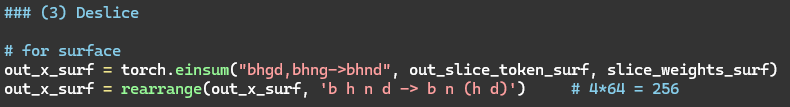 ### (3) Deslice
# for surface
out_x_surf = torch.einsum("bhgd,bhng->bhnd", out_slice_token_surf, slice_weights_surf)
out_x_surf = rearrange(out_x_surf, 'b h n d -> b n (h d)')     # 4*64 = 256